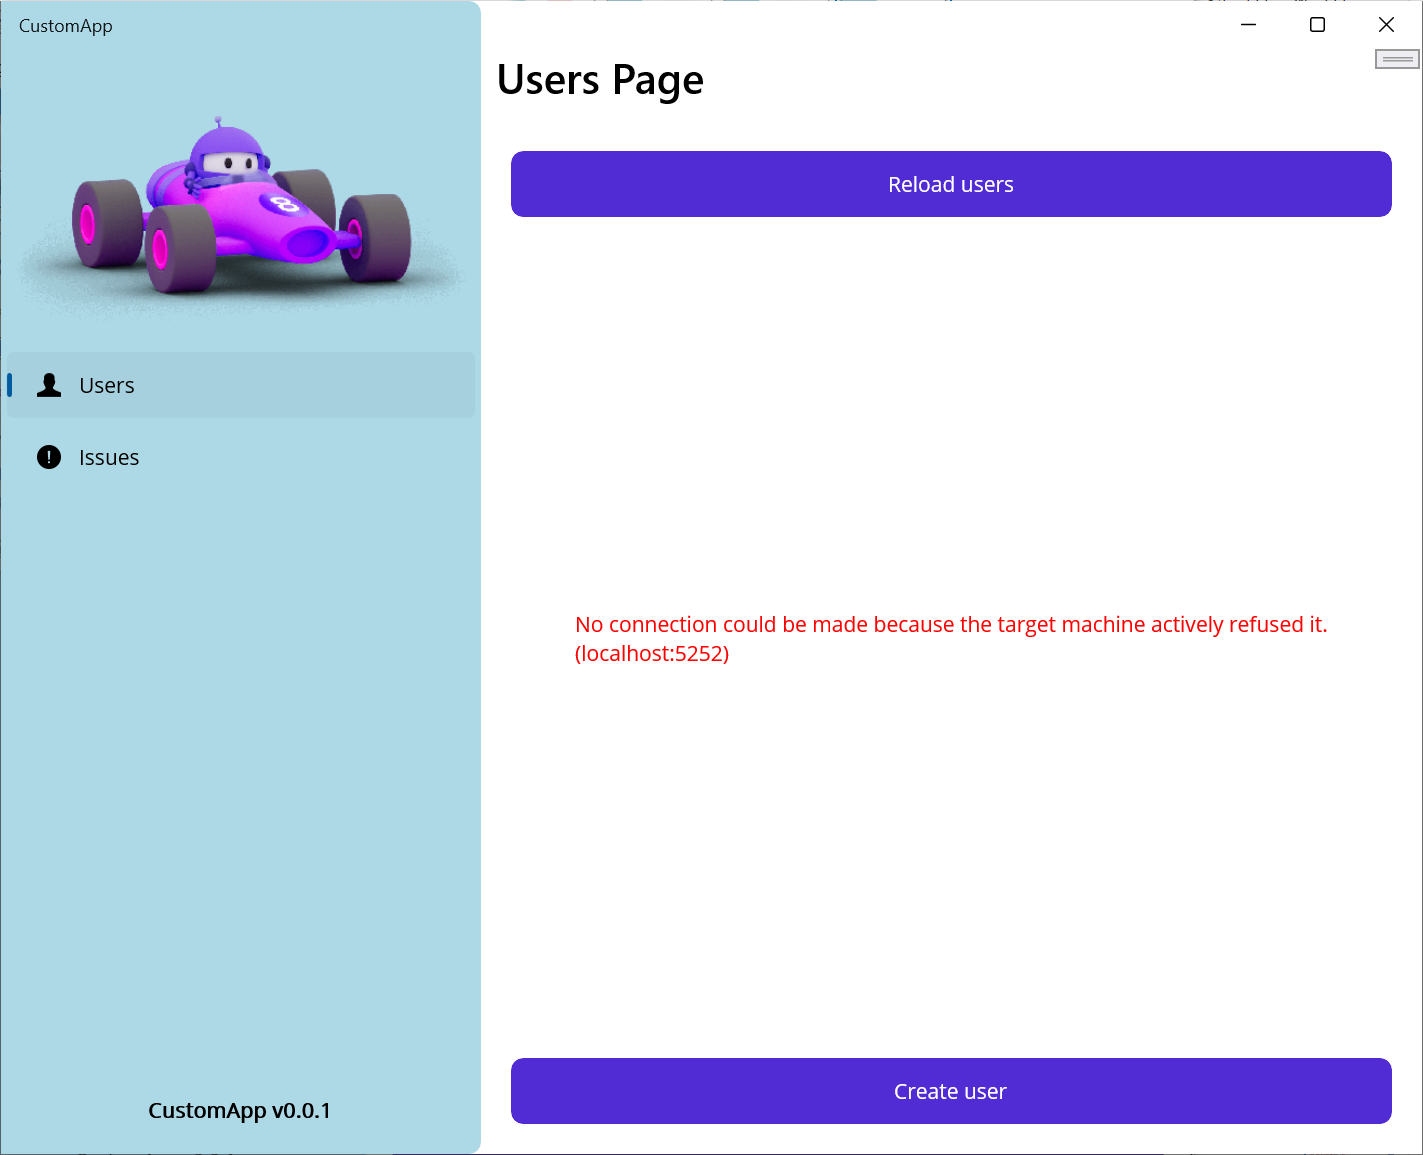 CustomApp
Users Page
Reload users
8
Users
Issues
No connection could be made because the target machine actively refused it.
(localhost:5252)
Create user
CustomApp v0.0.1